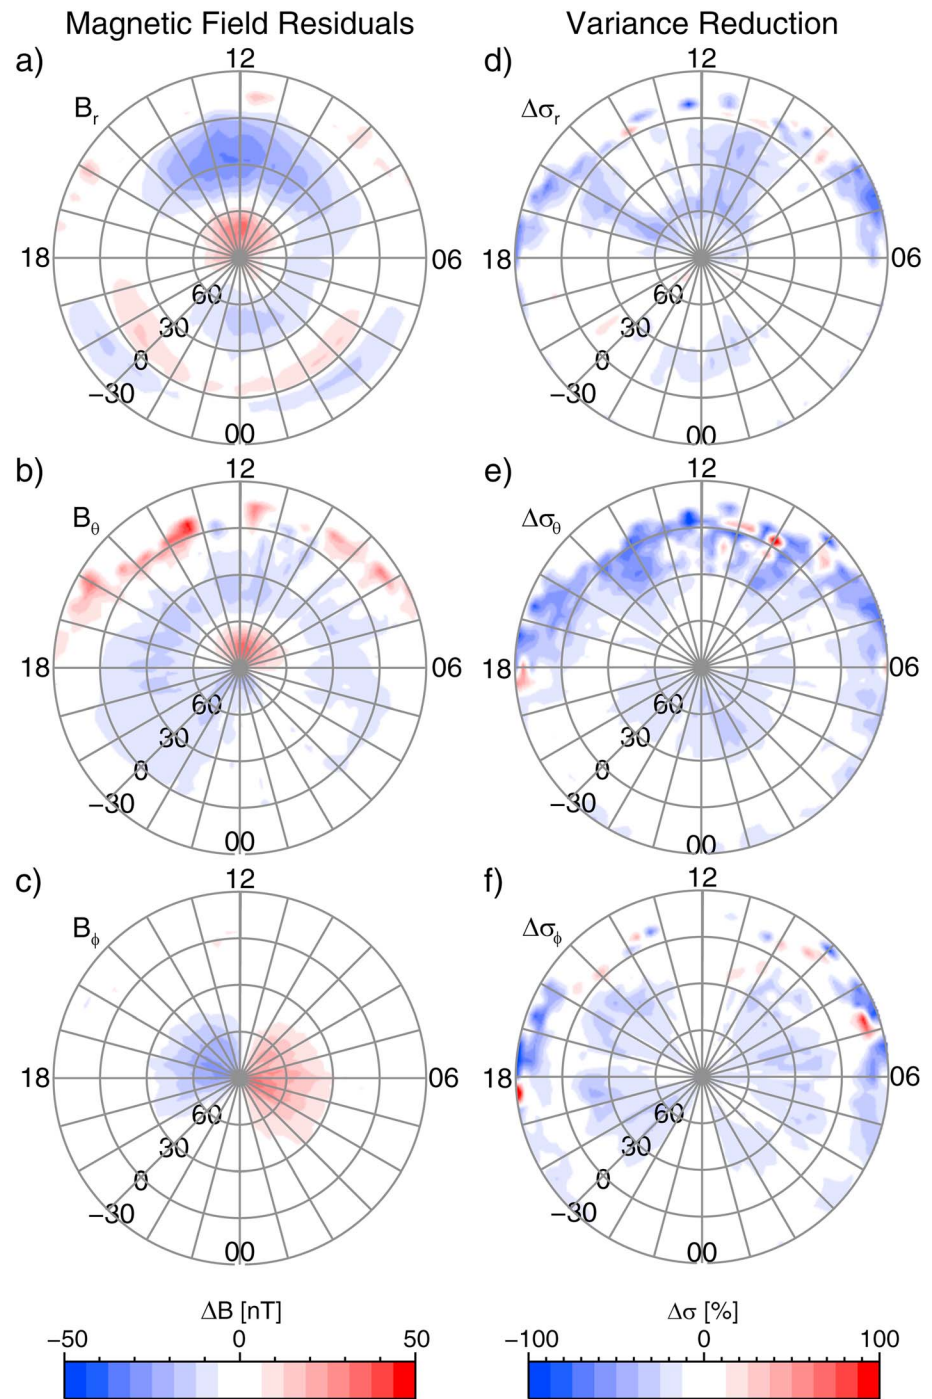 Magnetic Field Residuals
Variance Reduction
a)
B_r
12
18
06
60
30
0
−30
00
d)
Δσ_r
12
18
06
60
30
0
−30
00
b)
B_θ
12
18
06
60
30
0
−30
00
e)
Δσ_θ
12
18
06
60
30
0
−30
00
c)
B_ϕ
12
18
06
60
30
0
−30
00
f)
Δσ_ϕ
12
18
06
60
30
0
−30
00
ΔB [nT]
−50 0 50
Δσ [%]
−100 0 100